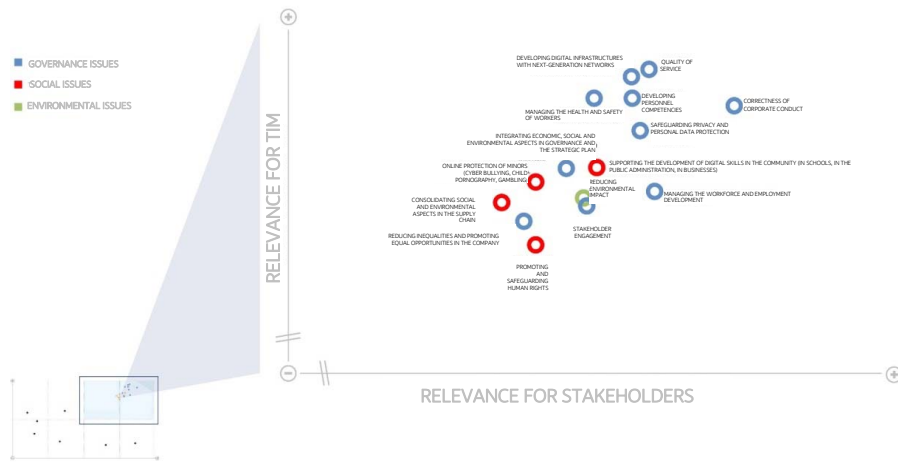 GOVERNANCE ISSUES
SOCIAL ISSUES
ENVIRONMENTAL ISSUES
RELEVANCE FOR TIM
DEVELOPING DIGITAL INFRASTRUCTURES
WITH NEXT-GENERATION NETWORKS
QUALITY OF
SERVICE
MANAGING THE HEALTH AND SAFETY
OF WORKERS
DEVELOPING
PERSONNEL
COMPETENCIES
CORRECTNESS OF
CORPORATE CONDUCT
SAFEGUARDING PRIVACY AND
PERSONAL DATA PROTECTION
INTEGRATING ECONOMIC, SOCIAL AND
ENVIRONMENTAL ASPECTS IN GOVERNANCE AND
THE STRATEGIC PLAN
SUPPORTING THE DEVELOPMENT OF DIGITAL SKILLS IN THE COMMUNITY (IN SCHOOLS, IN THE
PUBLIC ADMINISTRATION, IN BUSINESSES)
ONLINE PROTECTION OF MINORS
(CYBER BULLYING, CHILD
PORNOGRAPHY, GAMBLING)
REDUCING
ENVIRONMENTAL
IMPACT
MANAGING THE WORKFORCE AND EMPLOYMENT
DEVELOPMENT
CONSOLIDATING SOCIAL
AND ENVIRONMENTAL
ASPECTS IN THE SUPPLY
CHAIN
STAKEHOLDER
ENGAGEMENT
REDUCING INEQUALITIES AND PROMOTING
EQUAL OPPORTUNITIES IN THE COMPANY
PROMOTING
AND
SAFEGUARDING
HUMAN RIGHTS
RELEVANCE FOR STAKEHOLDERS